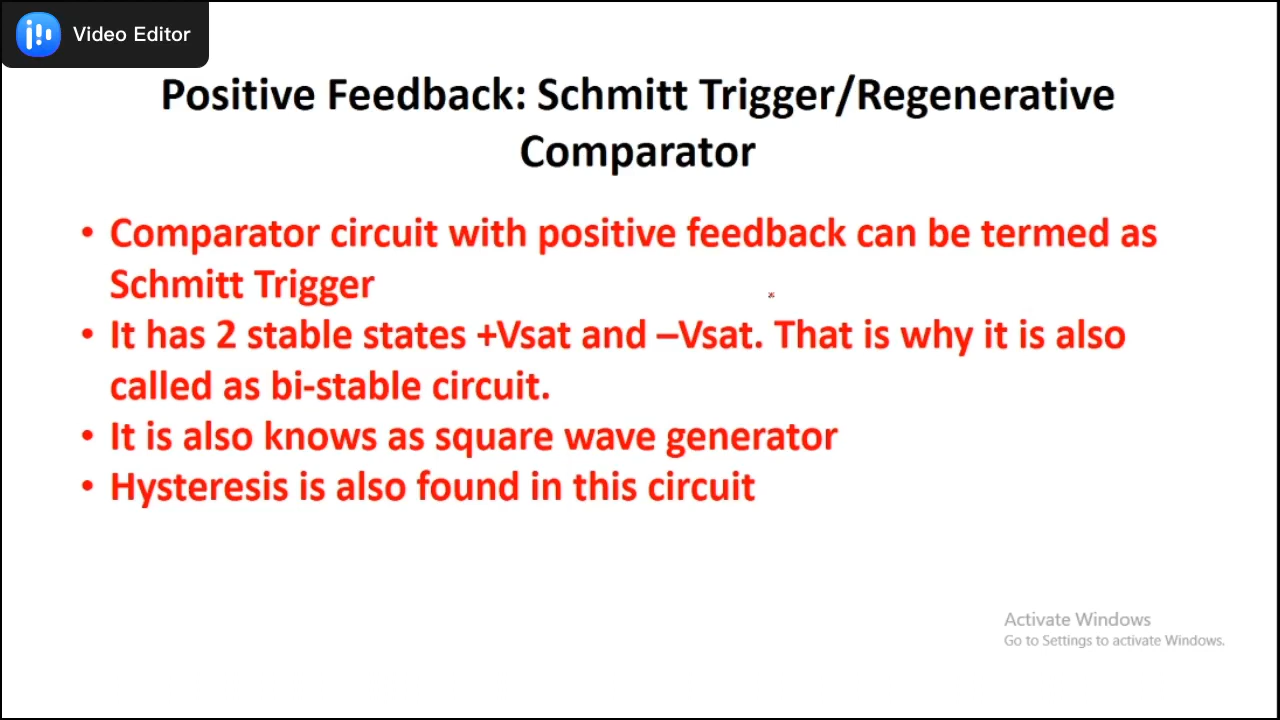 Video Editor
Positive Feedback: Schmitt Trigger/Regenerative
Comparator
• Comparator circuit with positive feedback can be termed as
Schmitt Trigger
• It has 2 stable states +Vsat and –Vsat. That is why it is also
called as bi-stable circuit.
• It is also knows as square wave generator
• Hysteresis is also found in this circuit
Activate Windows
Go to Settings to activate Windows.